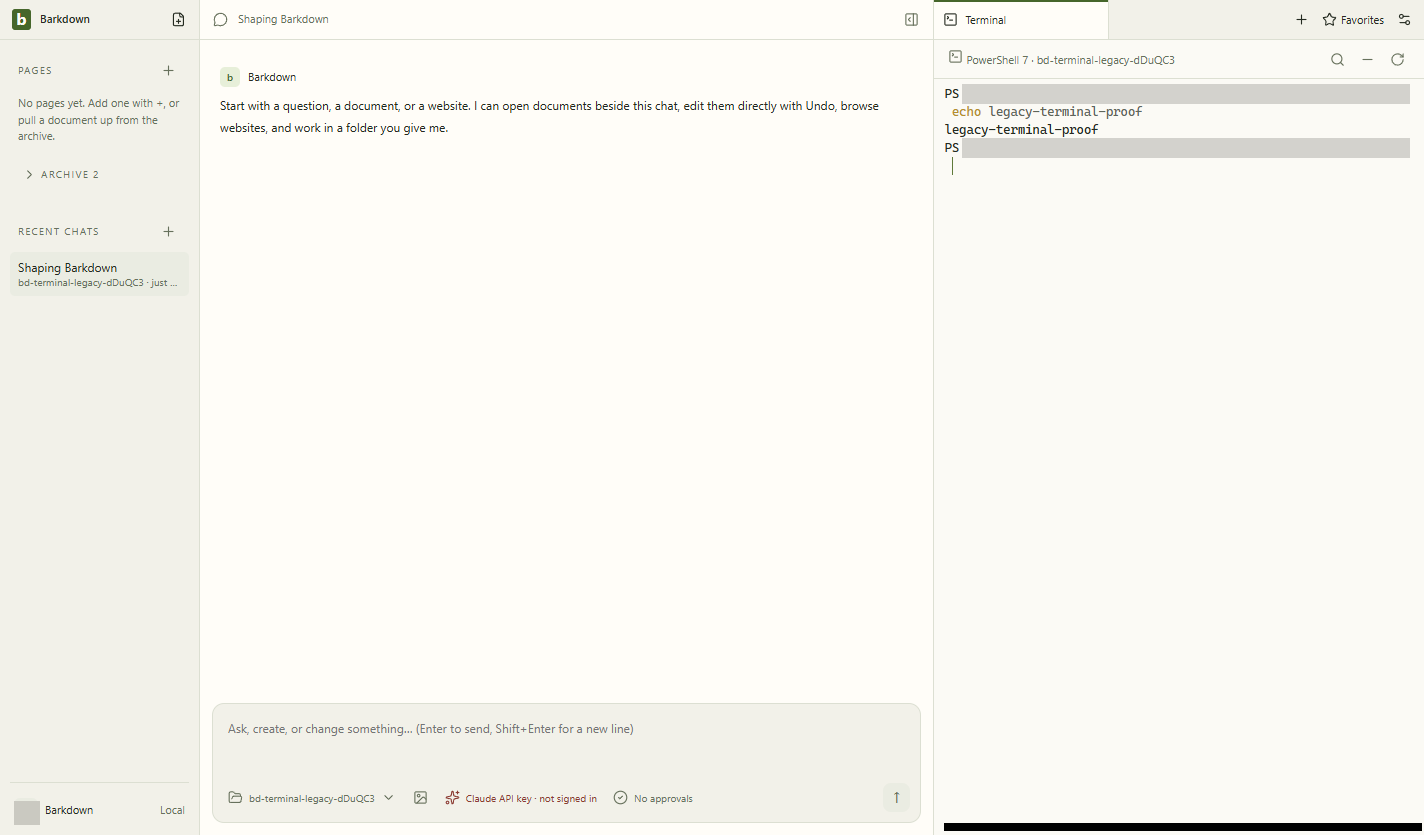 b Barkdown
PAGES
No pages yet. Add one with +, or
pull a document up from the
archive.
ARCHIVE 2
RECENT CHATS
Shaping Barkdown
bd-terminal-legacy-dDuQC3 · just ...
Barkdown Local
Shaping Barkdown
b Barkdown
Start with a question, a document, or a website. I can open documents beside this chat, edit them directly with Undo, browse
websites, and work in a folder you give me.
Ask, create, or change something... (Enter to send, Shift+Enter for a new line)
bd-terminal-legacy-dDuQC3 Claude API key · not signed in No approvals
Terminal Favorites
PowerShell 7 · bd-terminal-legacy-dDuQC3
PS
echo legacy-terminal-proof
legacy-terminal-proof
PS